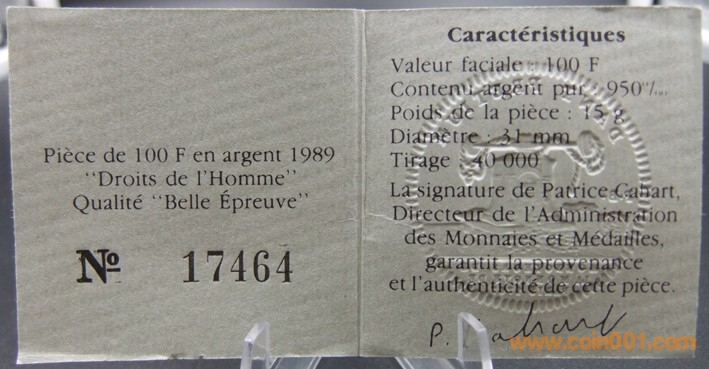 Pièce de 100 F en argent 1989
"Droits de l'Homme"
Qualité "Belle Épreuve"
Nº 17464
Caractéristiques
Valeur faciale : 100 F
Contenu argent pur : 950°/...
Poids de la pièce : 15 g
Diamètre : 31 mm
Tirage : 40 000
La signature de Patrice Cahart,
Directeur de l'Administration
des Monnaies et Médailles,
garantit la provenance
et l'authenticité de cette pièce.
P. Cahart
www.coin001.com